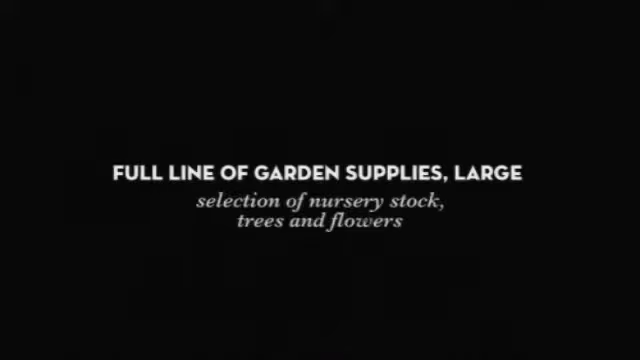 FULL LINE OF GARDEN SUPPLIES, LARGE
selection of nursery stock,
trees and flowers